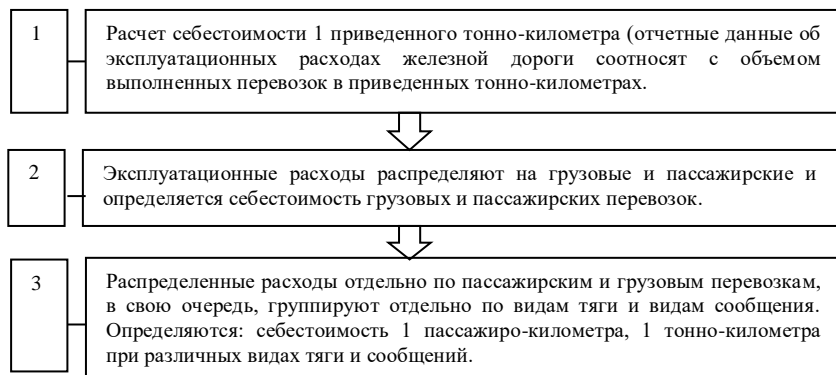 1
Расчет себестоимости 1 приведенного тонно-километра (отчетные данные об
эксплуатационных расходах железной дороги соотносят с объемом
выполненных перевозок в приведенных тонно-километрах.
2
Эксплуатационные расходы распределяют на грузовые и пассажирские и
определяется себестоимость грузовых и пассажирских перевозок.
3
Распределенные расходы отдельно по пассажирским и грузовым перевозкам,
в свою очередь, группируют отдельно по видам тяги и видам сообщения.
Определяются: себестоимость 1 пассажиро-километра, 1 тонно-километра
при различных видах тяги и сообщений.